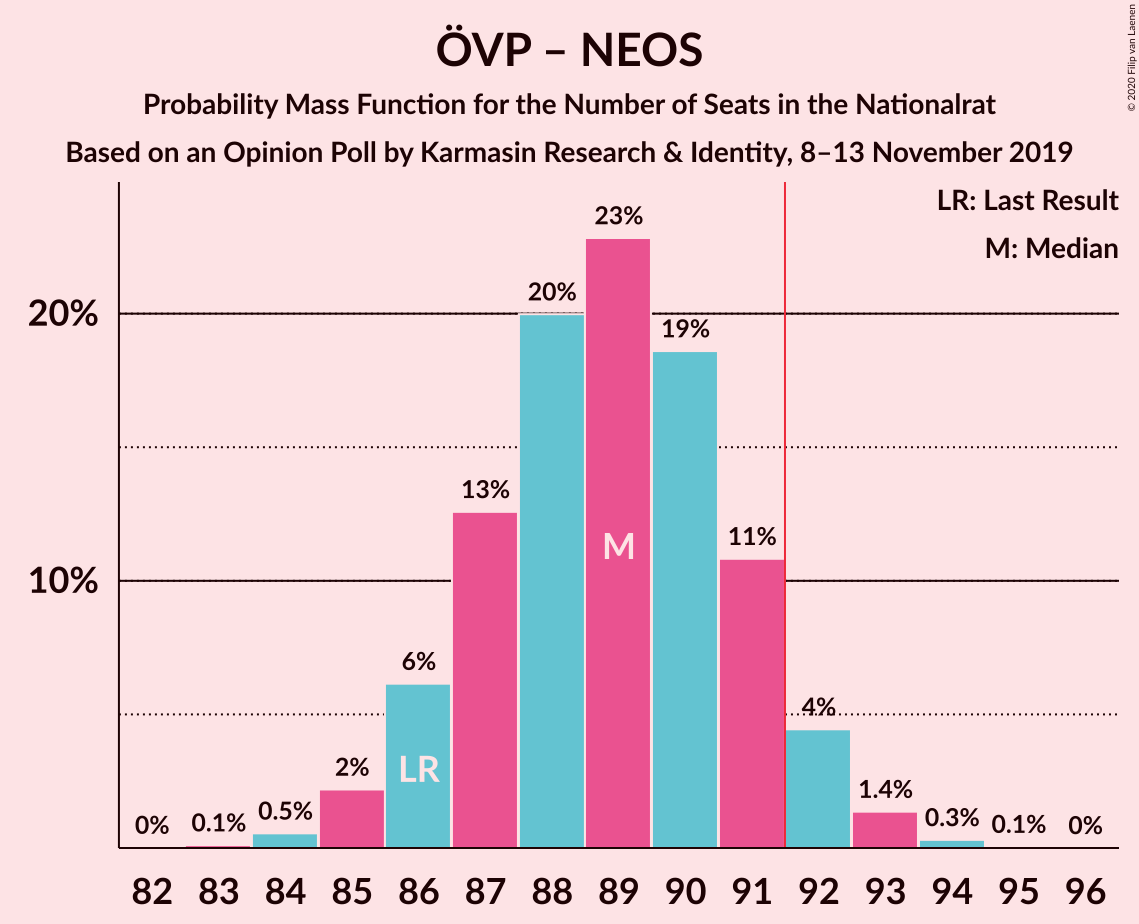 ÖVP – NEOS
Probability Mass Function for the Number of Seats in the Nationalrat
Based on an Opinion Poll by Karmasin Research & Identity, 8–13 November 2019
© 2020 Filip van Laenen
LR: Last Result
M: Median
20%
10%
0%
0.1%
0.5%
2%
6%
13%
20%
23%
19%
11%
4%
1.4%
0.3%
0.1%
0%
LR
M
82 83 84 85 86 87 88 89 90 91 92 93 94 95 96